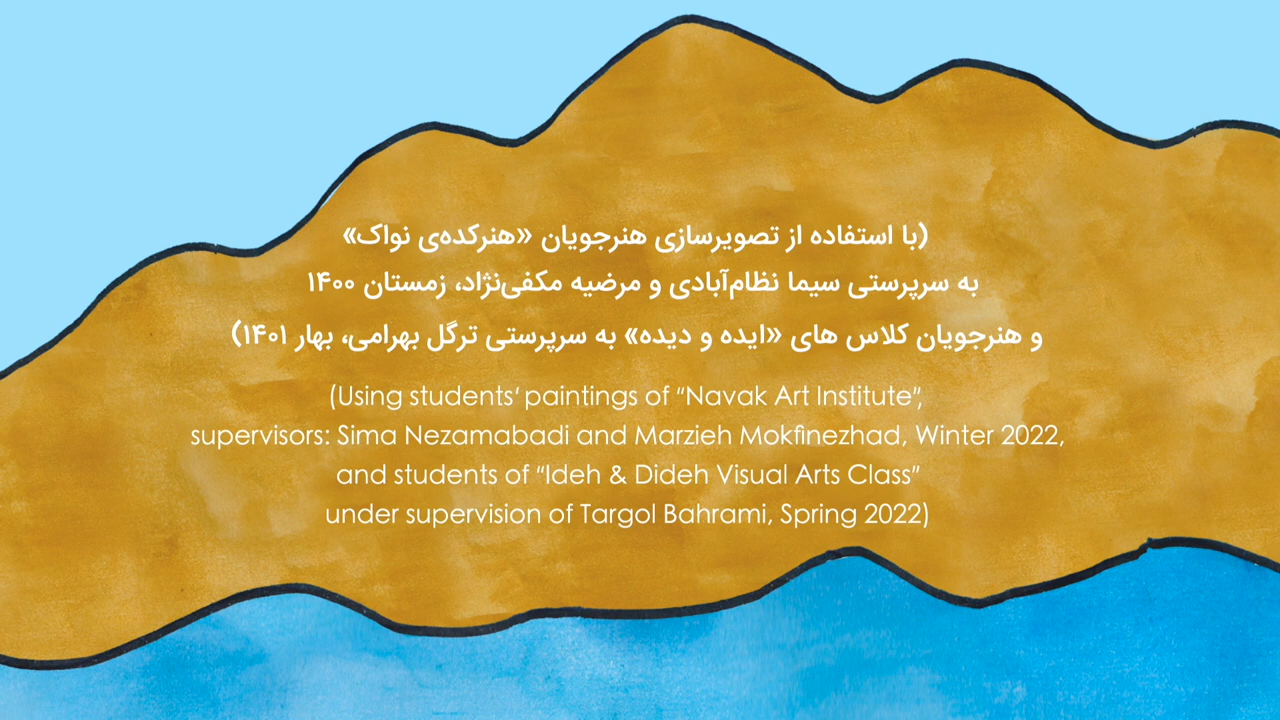 (با استفاده از تصویرسازی هنرجویان «هنرکده‌ی نواک»
به سرپرستی سیما نظام‌آبادی و مرضیه مکفی‌نژاد، زمستان ۱۴۰۰
و هنرجویان کلاس های «ایده و دیده» به سرپرستی ترگل بهرامی، بهار ۱۴۰۱)
(Using students' paintings of "Navak Art Institute",
supervisors: Sima Nezamabadi and Marzieh Mokfinezhad, Winter 2022,
and students of "Ideh & Dideh Visual Arts Class"
under supervision of Targol Bahrami, Spring 2022)